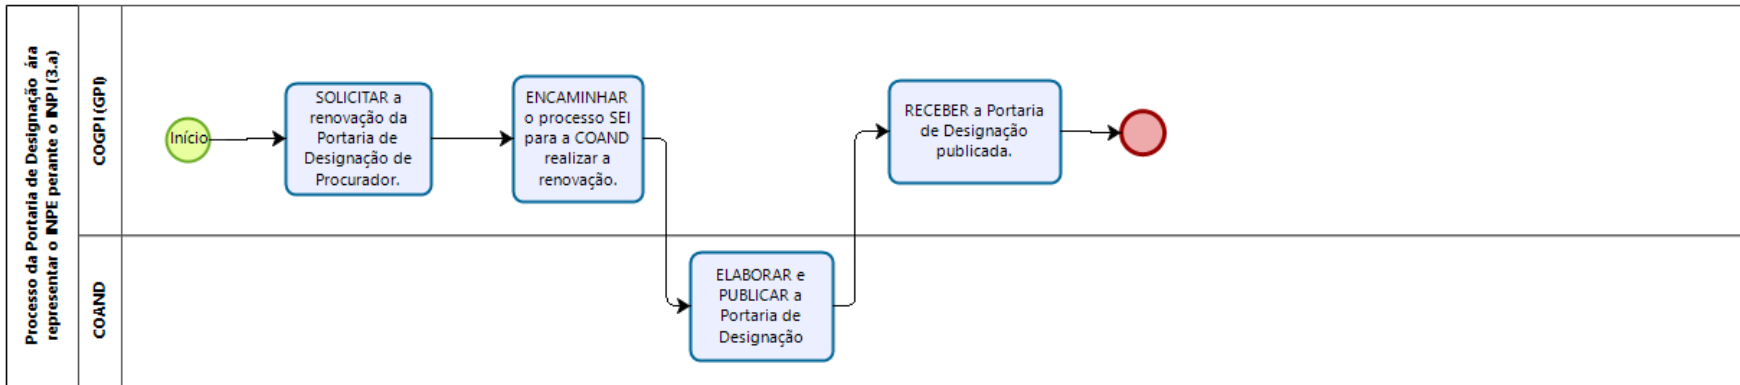 Processo da Portaria de Designação ára
representar o INPE perante o INPI (3.a)
COGPI (GPI)
Início
SOLICITAR a
renovação da
Portaria de
Designação de
Procurador.
ENCAMINHAR
o processo SEI
para a COAND
realizar a
renovação.
RECEBER a Portaria
de Designação
publicada.
COAND
ELABORAR e
PUBLICAR a
Portaria de
Designação